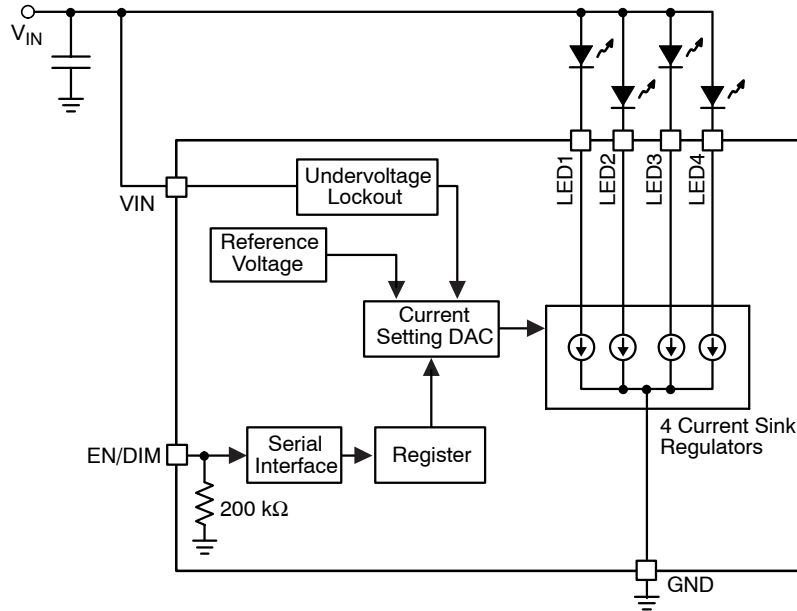 VIN
LED1
LED2
LED3
LED4
Undervoltage
Lockout
VIN
Reference
Voltage
Current
Setting DAC
4 Current Sink
Regulators
EN/DIM
Serial
Interface
Register
200 kΩ
GND